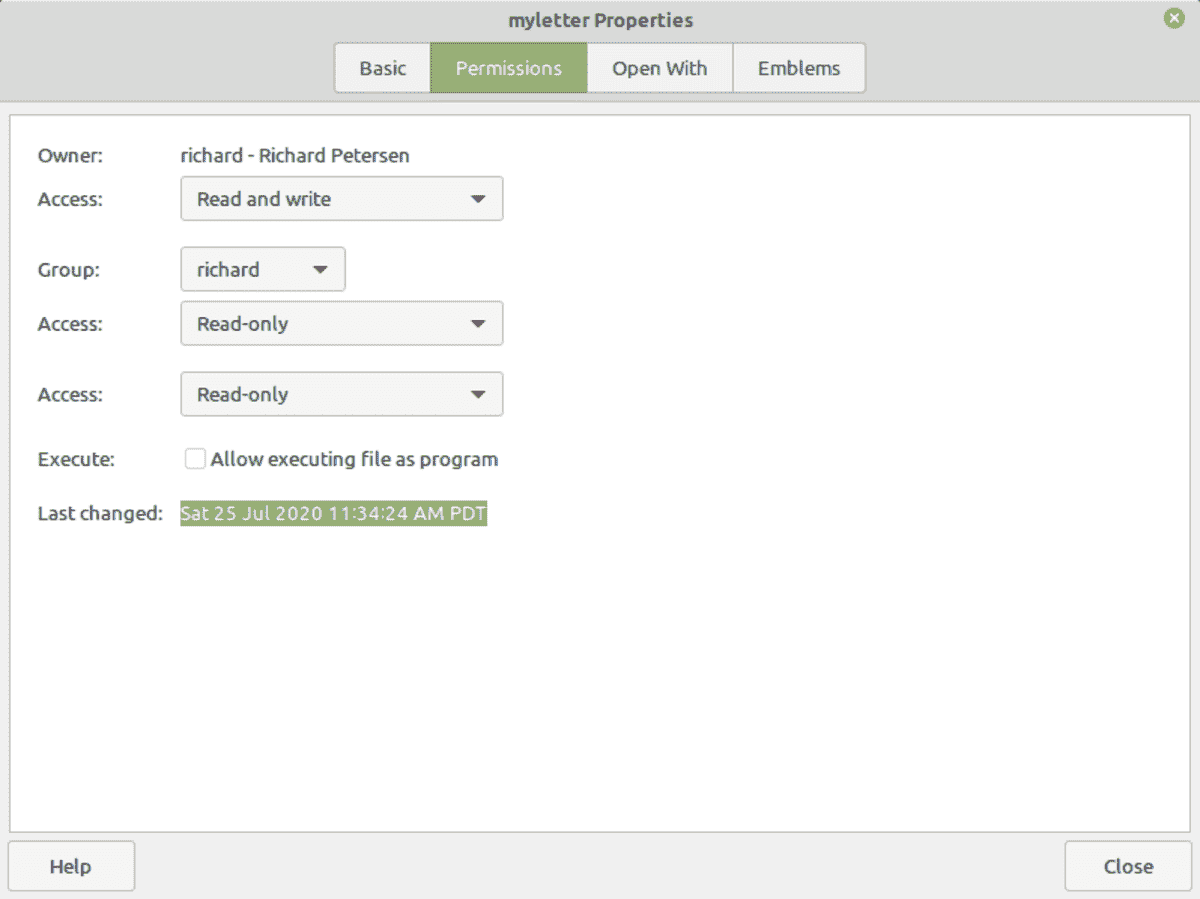 myletter Properties
Basic Permissions Open With Emblems
Owner: richard - Richard Petersen
Access: Read and write
Group: richard
Access: Read-only
Access: Read-only
Execute: Allow executing file as program
Last changed: Sat 25 Jul 2020 11:34:24 AM PDT
Help Close